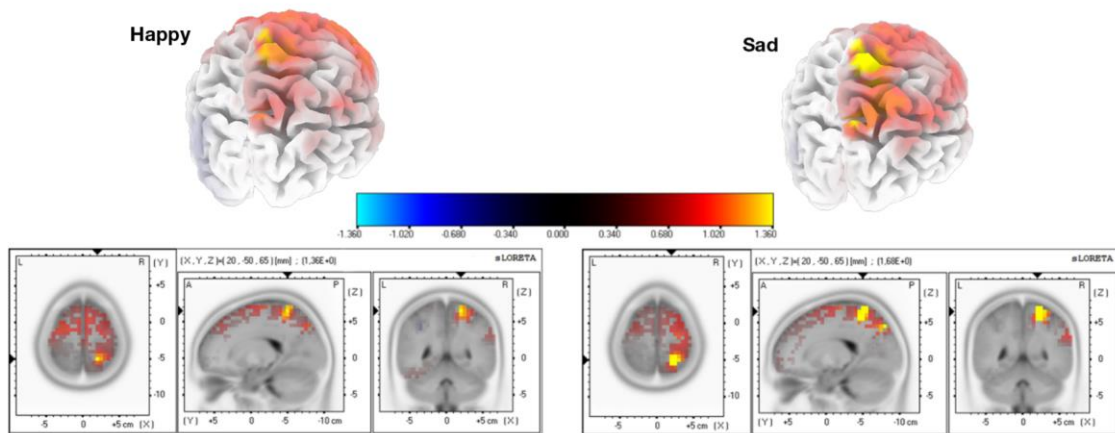 Happy
Sad
-1.360 -1.020 -0.680 -0.340 0.000 0.340 0.680 1.020 1.360
L R (Y) (X,Y,Z)=(20,-50,65)[mm] ; (1,36E+0) sLORETA
A P (Z) L R (Z)
+5 0 -5 -10
+5 0 -5
+5 0 -5
-5 0 +5 cm (X) (Y) +5 0 -5 -10 cm -5 0 +5 cm (X)
L R (Y) (X,Y,Z)=(20,-50,65)[mm] ; (1,68E+0) sLORETA
A P (Z) L R (Z)
+5 0 -5 -10
+5 0 -5
+5 0 -5
-5 0 +5 cm (X) (Y) +5 0 -5 -10 cm -5 0 +5 cm (X)